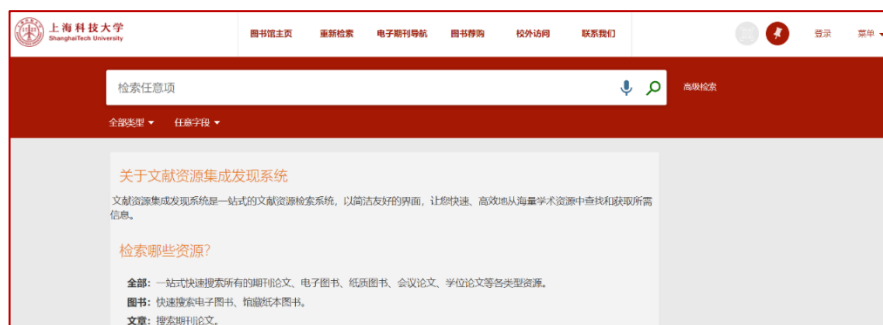 上海科技大学
ShanghaiTech University
图书馆主页 重新检索 电子期刊导航 图书荐购 校外访问 联系我们
登录 菜单
检索任意项
高级检索
全部类型 任意字段
关于文献资源集成发现系统
文献资源集成发现系统是一站式的文献资源检索系统，以简洁友好的界面，让您快速、高效地从海量学术资源中查找和获取所需
信息。
检索哪些资源？
全部：一站式快速搜索所有的期刊论文、电子图书、纸质图书、会议论文、学位论文等各类型资源。
图书：快速搜索电子图书、馆藏纸本图书。
文章：搜索期刊论文。